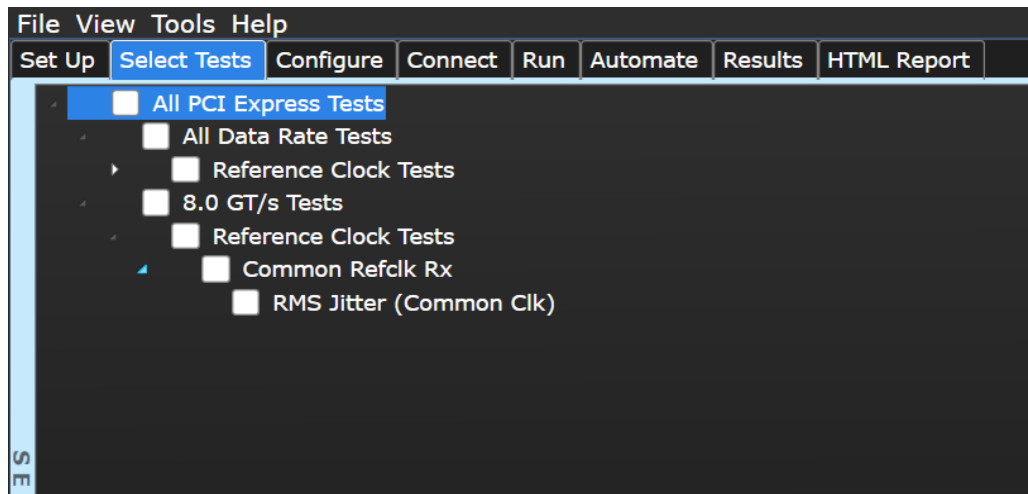 File View Tools Help
Set Up Select Tests Configure Connect Run Automate Results HTML Report
All PCI Express Tests
All Data Rate Tests
Reference Clock Tests
8.0 GT/s Tests
Reference Clock Tests
Common Refclk Rx
RMS Jitter (Common Clk)
S E